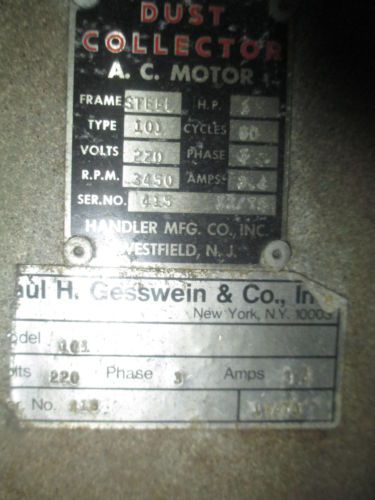 DUST
COLLECTOR
A. C. MOTOR
FRAME STEEL H.P.
TYPE 101 CYCLES 60
VOLTS 220 PHASE
R.P.M. 3450 AMPS
SER. NO. 415
HANDLER MFG. CO., INC.
WESTFIELD, N. J.
aul H. Gesswein & Co., In
New York, N.Y. 10003
odel 101
olts 220 Phase 3 Amps
No. 415